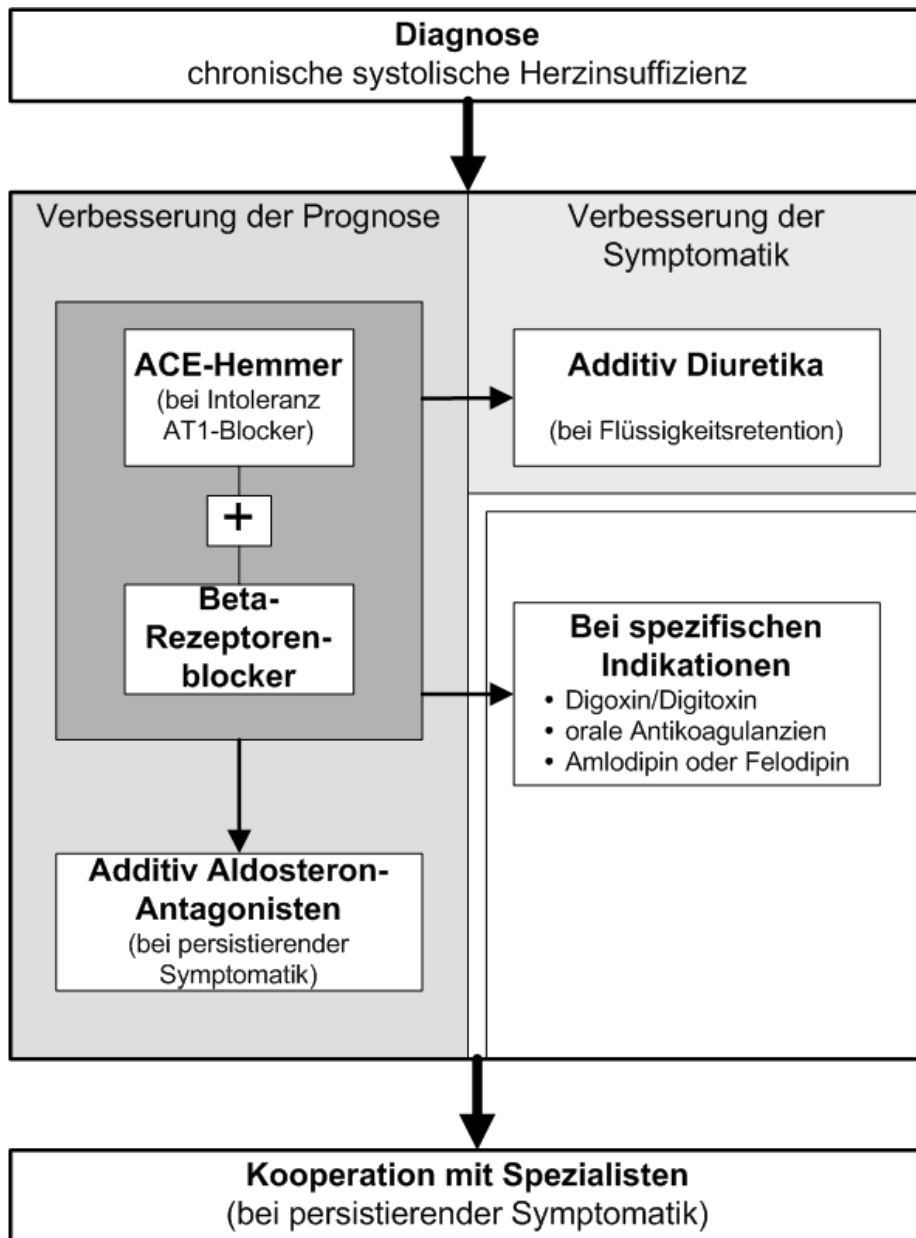 Diagnose
chronische systolische Herzinsuffizienz
Verbesserung der Prognose
ACE-Hemmer
(bei Intoleranz
AT1-Blocker)
+
Beta-
Rezeptoren-
blocker
Additiv Aldosteron-
Antagonisten
(bei persistierender
Symptomatik)
Verbesserung der
Symptomatik
Additiv Diuretika
(bei Flüssigkeitsretention)
Bei spezifischen
Indikationen
• Digoxin/Digitoxin
• orale Antikoagulanzien
• Amlodipin oder Felodipin
Kooperation mit Spezialisten
(bei persistierender Symptomatik)